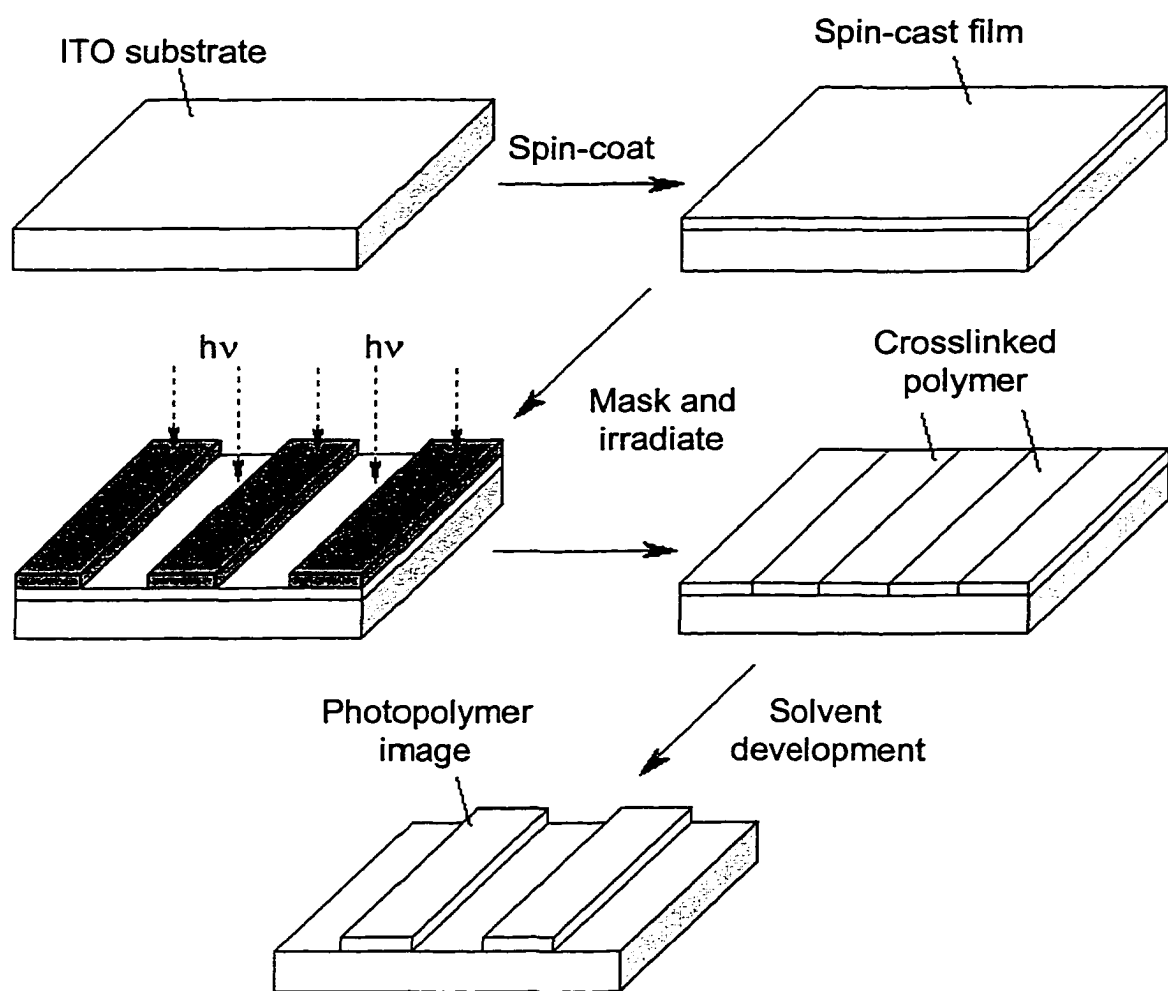 ITO substrate
Spin-cast film
Spin-coat
hν
hν
Mask and
irradiate
Crosslinked
polymer
Photopolymer
image
Solvent
development